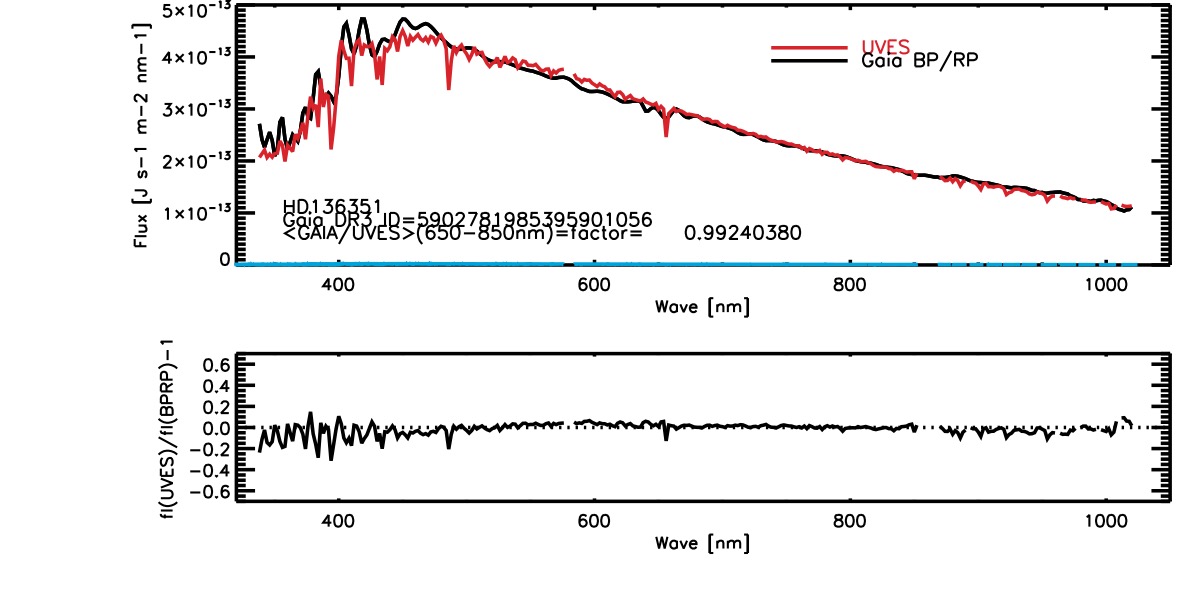 5×10−13
4×10−13
3×10−13
2×10−13
1×10−13
0
Flux [J s−1 m−2 nm−1]
UVES
Gaia BP/RP
HD136351
Gaia DR3 ID=5902781985395901056
<GAIA/UVES>(650−850nm)=factor= 0.99240380
400 600 800 1000
Wave [nm]
fl(UVES)/fl(BPRP)−1
0.6
0.4
0.2
0.0
−0.2
−0.4
−0.6
400 600 800 1000
Wave [nm]